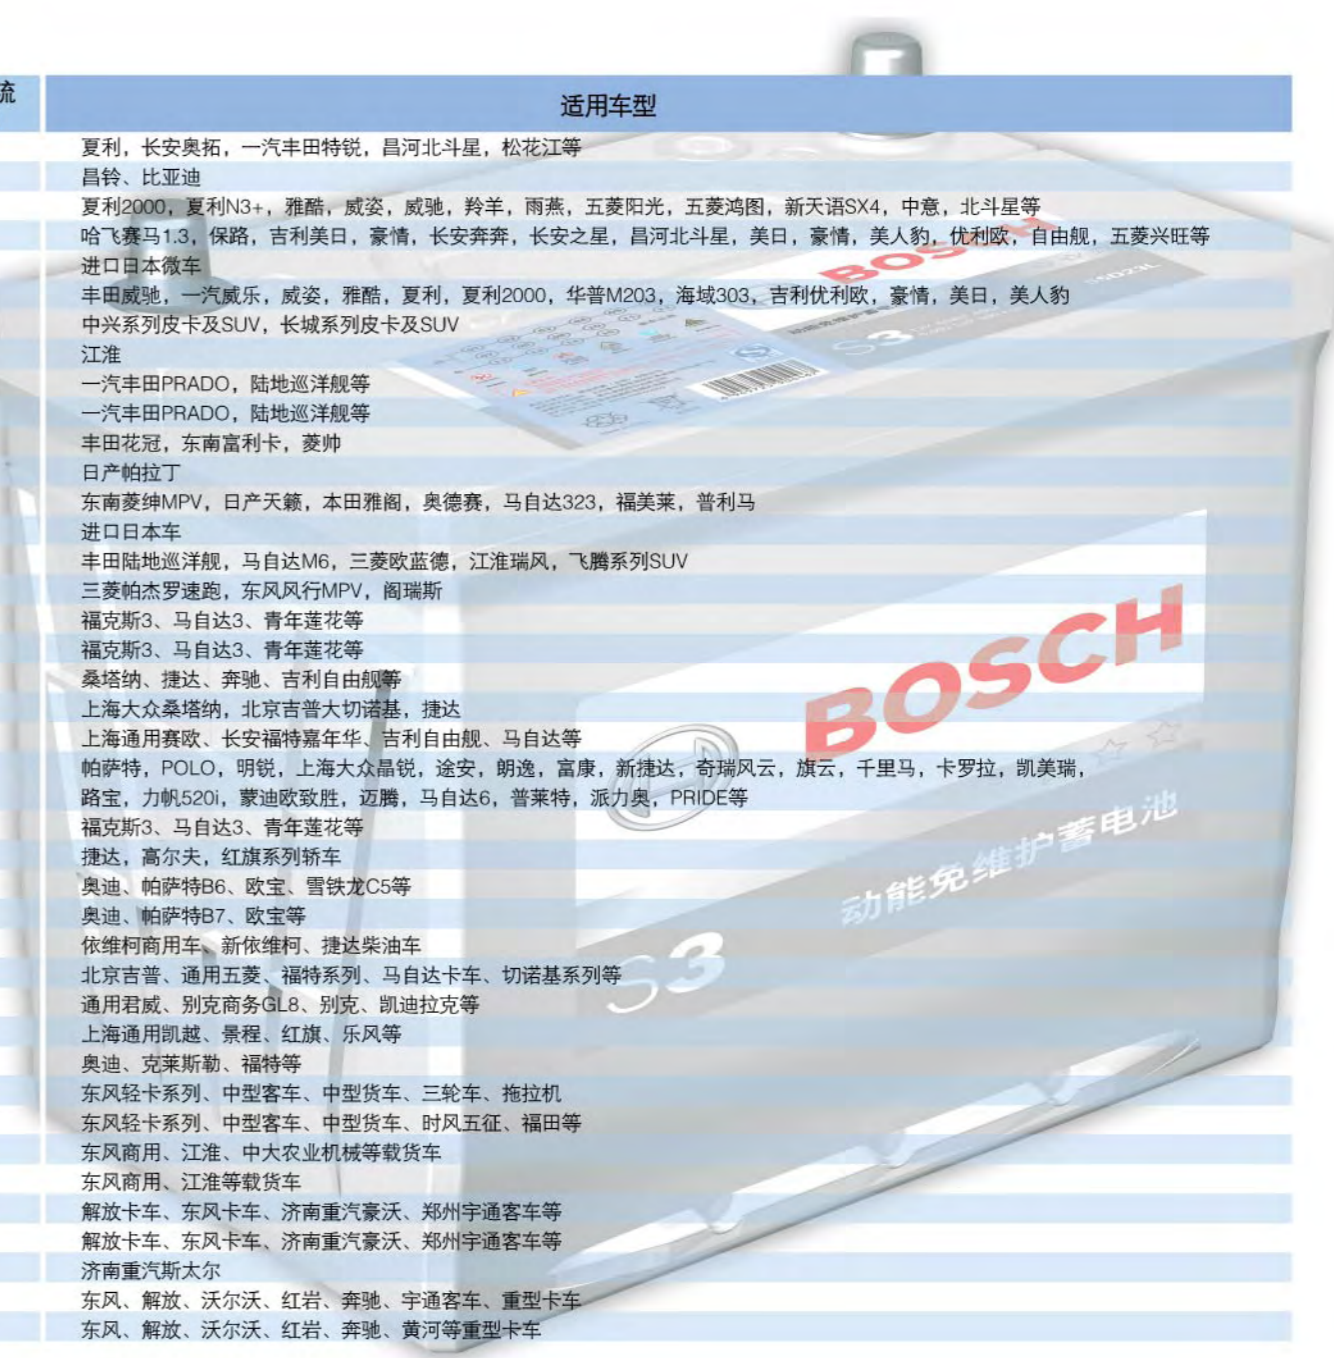 流
适用车型
夏利，长安奥拓，一汽丰田特锐，昌河北斗星，松花江等
昌铃、比亚迪
夏利2000，夏利N3+，雅酷，威姿，威驰，羚羊，雨燕，五菱阳光，五菱鸿图，新天语SX4，中意，北斗星等
哈飞赛马1.3，保路，吉利美日，豪情，长安奔奔，长安之星，昌河北斗星，美日，豪情，美人豹，优利欧，自由舰，五菱兴旺等
进口日本微车
丰田威驰，一汽威乐，威姿，雅酷，夏利，夏利2000，华普M203，海域303，吉利优利欧，豪情，美日，美人豹
中兴系列皮卡及SUV，长城系列皮卡及SUV
江淮
一汽丰田PRADO，陆地巡洋舰等
一汽丰田PRADO，陆地巡洋舰等
丰田花冠，东南富利卡，菱帅
日产帕拉丁
东南菱绅MPV，日产天籁，本田雅阁，奥德赛，马自达323，福美莱，普利马
进口日本车
丰田陆地巡洋舰，马自达M6，三菱欧蓝德，江淮瑞风，飞腾系列SUV
三菱帕杰罗速跑，东风风行MPV，阁瑞斯
福克斯3、马自达3、青年莲花等
福克斯3、马自达3、青年莲花等
桑塔纳、捷达、奔驰、吉利自由舰等
上海大众桑塔纳，北京吉普大切诺基，捷达
上海通用赛欧、长安福特嘉年华、吉利自由舰、马自达等
帕萨特，POLO，明锐，上海大众晶锐，途安，朗逸，富康，新捷达，奇瑞风云，旗云，千里马，卡罗拉，凯美瑞，
路宝，力帆520i，蒙迪欧致胜，迈腾，马自达6，普莱特，派力奥，PRIDE等
福克斯3、马自达3、青年莲花等
捷达，高尔夫，红旗系列轿车
奥迪、帕萨特B6、欧宝、雪铁龙C5等
奥迪、帕萨特B7、欧宝等
依维柯商用车、新依维柯、捷达柴油车
北京吉普、通用五菱、福特系列、马自达卡车、切诺基系列等
通用君威、别克商务GL8、别克、凯迪拉克等
上海通用凯越、景程、红旗、乐风等
奥迪、克莱斯勒、福特等
东风轻卡系列、中型客车、中型货车、三轮车、拖拉机
东风轻卡系列、中型客车、中型货车、时风五征、福田等
东风商用、江淮、中大农业机械等载货车
东风商用、江淮等载货车
解放卡车、东风卡车、济南重汽豪沃、郑州宇通客车等
解放卡车、东风卡车、济南重汽豪沃、郑州宇通客车等
济南重汽斯太尔
东风、解放、沃尔沃、红岩、奔驰、宇通客车、重型卡车
东风、解放、沃尔沃、红岩、奔驰、黄河等重型卡车
BOSCH
S3
BOSCH
动能免维护蓄电池
S3